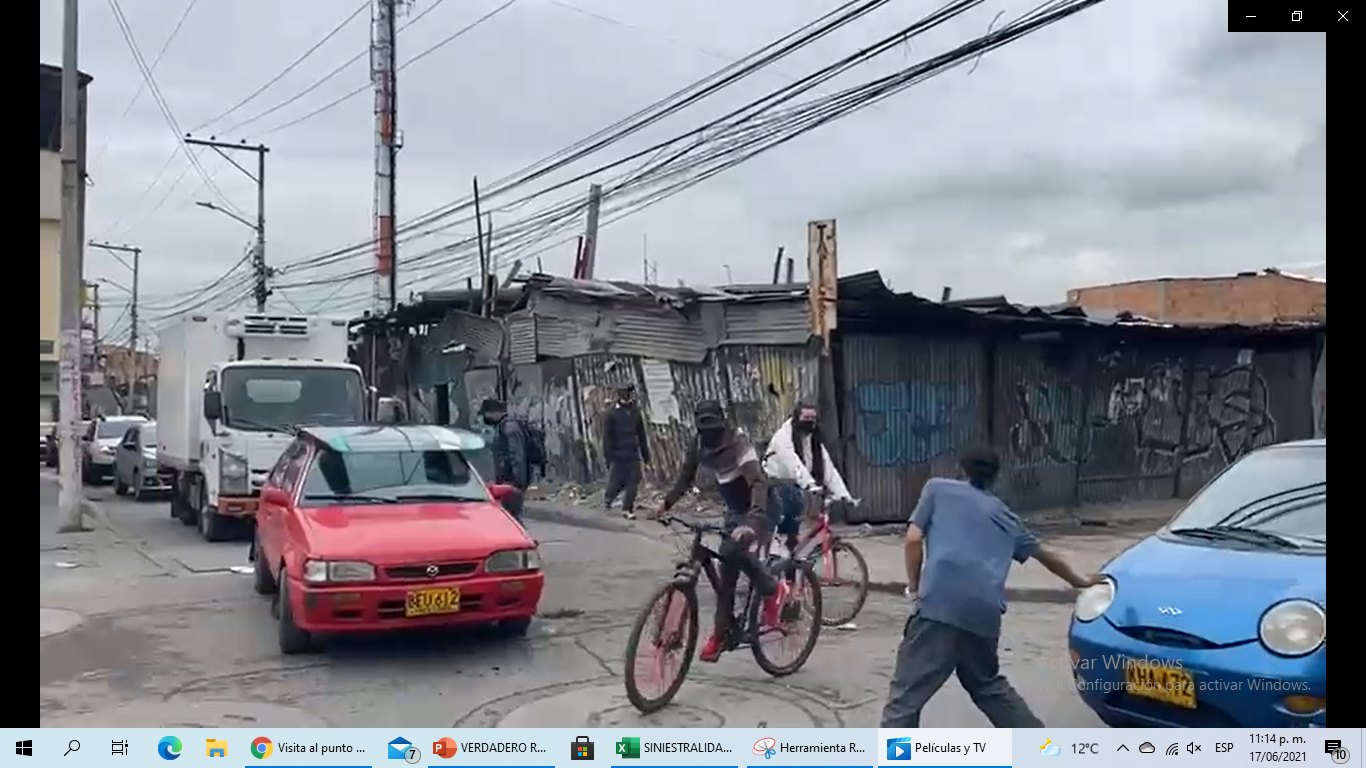 BEU612
Activar Windows
Ve a Configuración para activar Windows.
Visita al punto ...
7
VERDADERO R...
SINIESTRALIDA...
Herramienta R...
Películas y TV
12°C
ESP
11:14 p. m.
17/06/2021
10